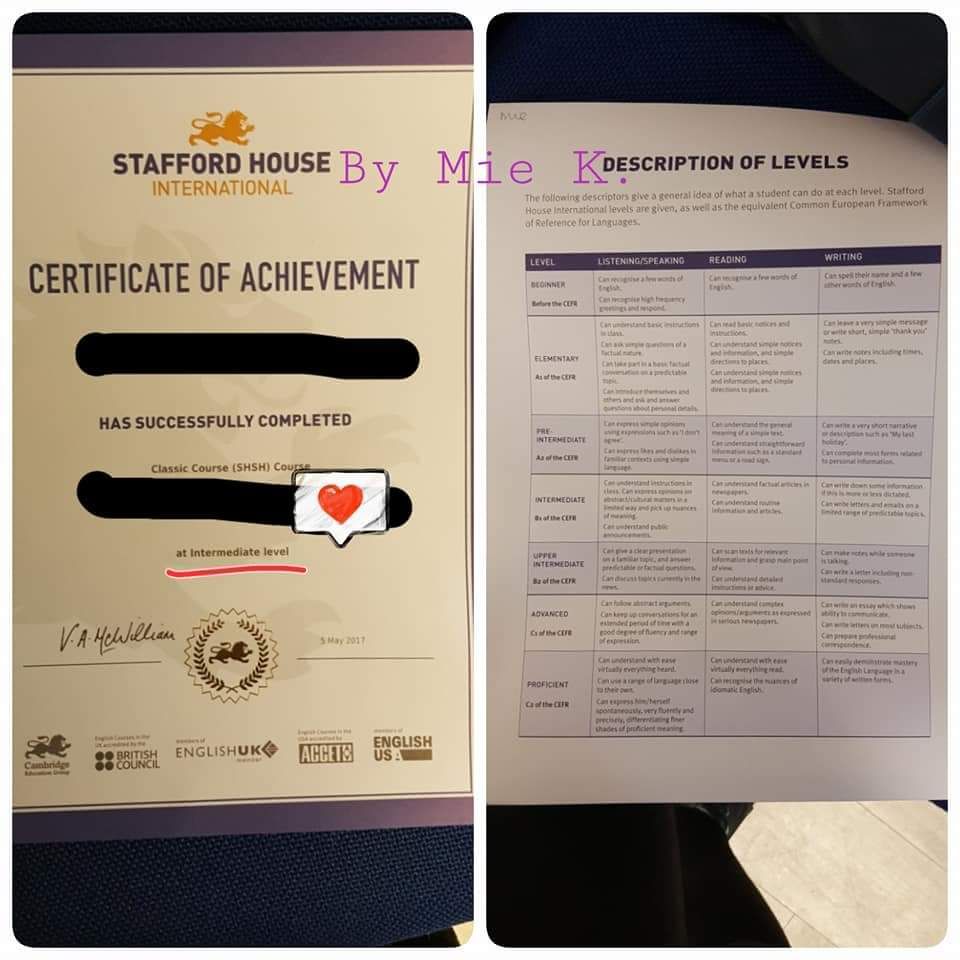 STAFFORD HOUSE
INTERNATIONAL
CERTIFICATE OF ACHIEVEMENT
HAS SUCCESSFULLY COMPLETED
Classic Course (SHSH) Course
at Intermediate level
V. A. McWilliam
5 May 2017
Cambridge
Education Group
English Courses in the
UK accredited by the
BRITISH
COUNCIL
members of
ENGLISHUK
member
English Courses in the
USA accredited by
ACCET
members of
ENGLISH
US
By Mie K.
Mie
DESCRIPTION OF LEVELS
The following descriptors give a general idea of what a student can do at each level. Stafford
House International levels are given, as well as the equivalent Common European Framework
of Reference for Languages.
LEVEL LISTENING/SPEAKING READING WRITING
BEGINNER
Before the CEFR
Can recognise a few words of
English.
Can recognise high frequency
greetings and respond.
Can recognise a few words of
English.
Can spell their name and a few
other words of English.
ELEMENTARY
A1 of the CEFR
Can understand basic instructions
in class.
Can ask simple questions of a
factual nature.
Can take part in a basic factual
conversation on a predictable
topic.
Can introduce themselves and
others and ask and answer
questions about personal details.
Can read basic notices and
instructions.
Can understand simple notices
and information, and simple
directions to places.
Can understand simple notices
and information, and simple
directions to places.
Can leave a very simple message
or write short, simple 'thank you'
notes.
Can write notes including times,
dates and places.
PRE-
INTERMEDIATE
A2 of the CEFR
Can express simple opinions
using expressions such as 'I don't
agree'.
Can express likes and dislikes in
familiar contexts using simple
language.
Can understand the general
meaning of a simple text.
Can understand straightforward
information such as a standard
menu or a road sign.
Can write a very short narrative
or description such as 'My last
holiday'.
Can complete most forms related
to personal information.
INTERMEDIATE
B1 of the CEFR
Can understand instructions in
class. Can express opinions on
abstract/cultural matters in a
limited way and pick up nuances
of meaning.
Can understand public
announcements.
Can understand factual articles in
newspapers.
Can understand routine
information and articles.
Can write down some information
if this is more or less dictated.
Can write letters and emails on a
limited range of predictable topics.
UPPER
INTERMEDIATE
B2 of the CEFR
Can give a clear presentation
on a familiar topic, and answer
predictable or factual questions.
Can discuss topics currently in the
news.
Can scan texts for relevant
information and grasp main point
of view.
Can understand detailed
instructions or advice.
Can make notes while someone
is talking.
Can write a letter including non-
standard responses.
ADVANCED
C1 of the CEFR
Can follow abstract arguments.
Can keep up conversations for an
extended period of time with a
good degree of fluency and range
of expression.
Can understand complex
opinions/arguments as expressed
in serious newspapers.
Can write an essay which shows
ability to communicate.
Can write letters on most subjects.
Can prepare professional
correspondence.
PROFICIENT
C2 of the CEFR
Can understand with ease
virtually everything heard.
Can use a range of language close
to their own.
Can express him/herself
spontaneously, very fluently and
precisely, differentiating finer
shades of proficient meaning
Can understand with ease
virtually everything read.
Can recognise the nuances of
idiomatic English.
Can easily demonstrate mastery
of the English Language in a
variety of written forms.